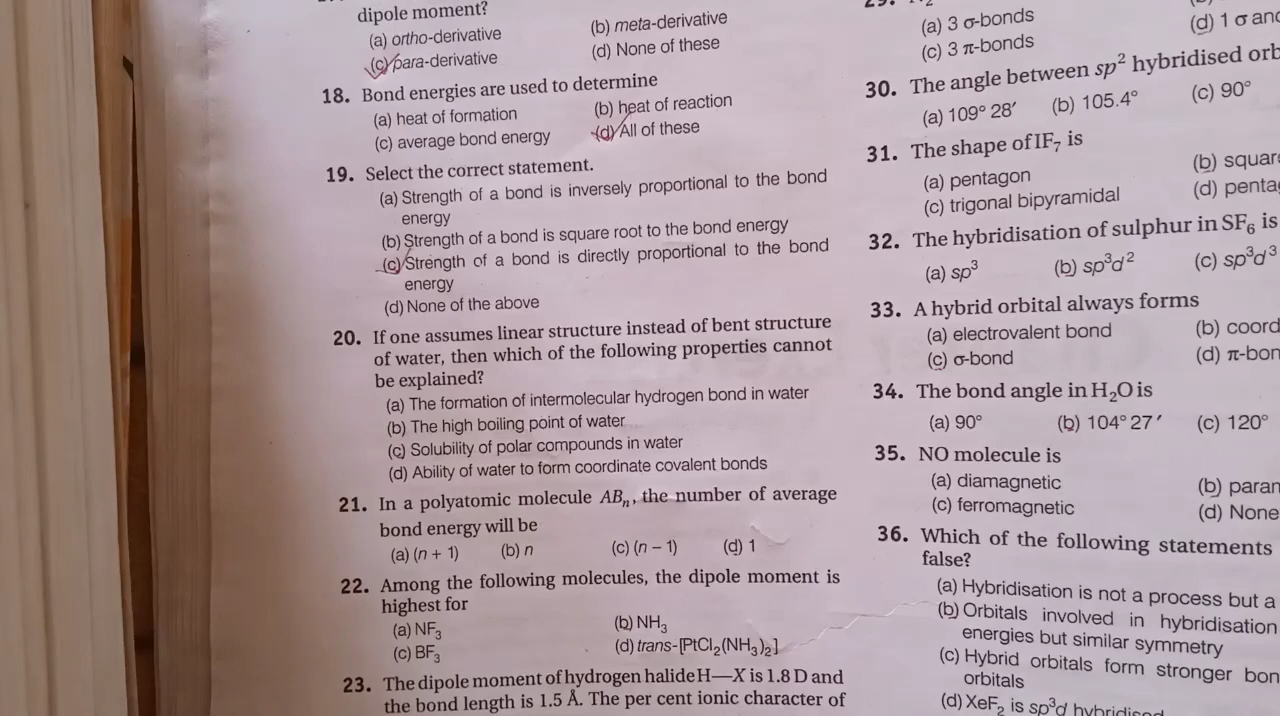 dipole moment?
(a) ortho-derivative (b) meta-derivative
(c) para-derivative (d) None of these
18. Bond energies are used to determine
(a) heat of formation (b) heat of reaction
(c) average bond energy (d) All of these
19. Select the correct statement.
(a) Strength of a bond is inversely proportional to the bond
energy
(b) Strength of a bond is square root to the bond energy
(c) Strength of a bond is directly proportional to the bond
energy
(d) None of the above
20. If one assumes linear structure instead of bent structure
of water, then which of the following properties cannot
be explained?
(a) The formation of intermolecular hydrogen bond in water
(b) The high boiling point of water
(c) Solubility of polar compounds in water
(d) Ability of water to form coordinate covalent bonds
21. In a polyatomic molecule ABₙ, the number of average
bond energy will be
(a) (n + 1) (b) n (c) (n − 1) (d) 1
22. Among the following molecules, the dipole moment is
highest for
(a) NF₃ (b) NH₃
(c) BF₃ (d) trans-[PtCl₂(NH₃)₂]
23. The dipole moment of hydrogen halide H—X is 1.8 D and
the bond length is 1.5 Å. The per cent ionic character of
(a) 3 σ-bonds (d) 1 σ
(c) 3 π-bonds
30. The angle between sp² hybridised
(a) 109° 28′ (b) 105.4° (c) 90°
31. The shape of IF₇ is
(a) pentagon (b)
(c) trigonal bipyramidal (d)
32. The hybridisation of sulphur in SF₆ is
(a) sp³ (b) sp³d² (c) sp³d³
33. A hybrid orbital always forms
(a) electrovalent bond (b)
(c) σ-bond (d)
34. The bond angle in H₂O is
(a) 90° (b) 104° 27′ (c) 120°
35. NO molecule is
(a) diamagnetic (b)
(c) ferromagnetic (d) None
36. Which of the following statements
false?
(a) Hybridisation is not a process but a
(b) Orbitals involved in hybridisation
energies but similar symmetry
(c) Hybrid orbitals form stronger
orbitals
(d) XeF₂ is sp³d hybridised